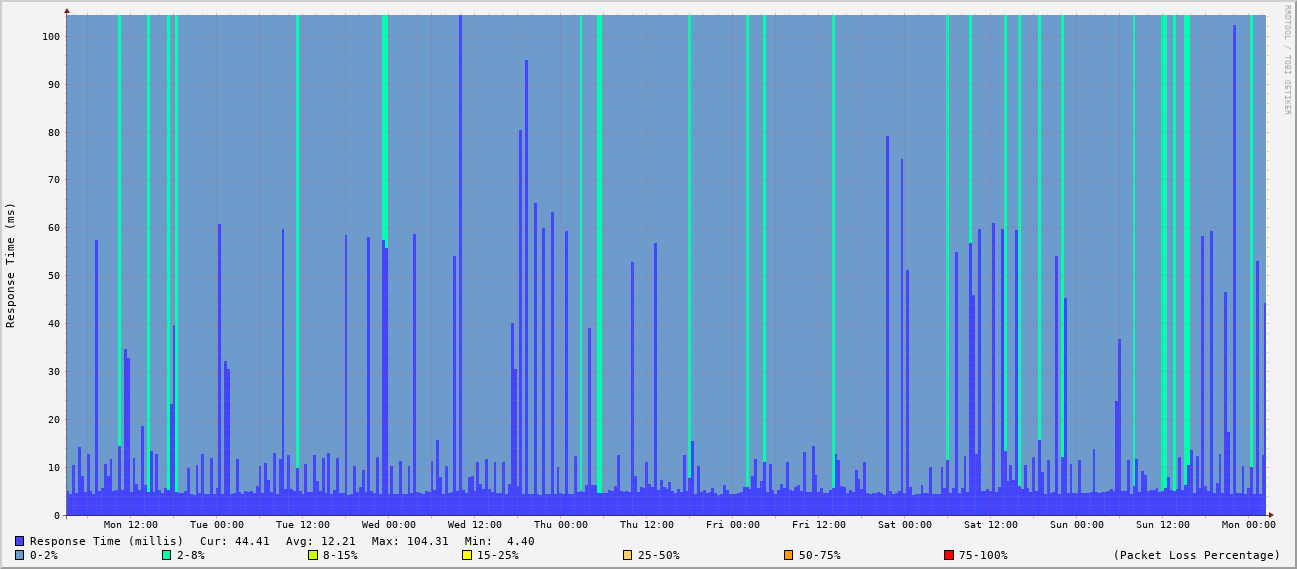 RRDTOOL / TOBI OETIKER
Response Time (ms)
100
90
80
70
60
50
40
30
20
10
0
Mon 12:00 Tue 00:00 Tue 12:00 Wed 00:00 Wed 12:00 Thu 00:00 Thu 12:00 Fri 00:00 Fri 12:00 Sat 00:00 Sat 12:00 Sun 00:00 Sun 12:00 Mon 00:00
Response Time (millis) Cur: 44.41 Avg: 12.21 Max: 104.31 Min: 4.40
0-2% 2-8% 8-15% 15-25% 25-50% 50-75% 75-100% (Packet Loss Percentage)